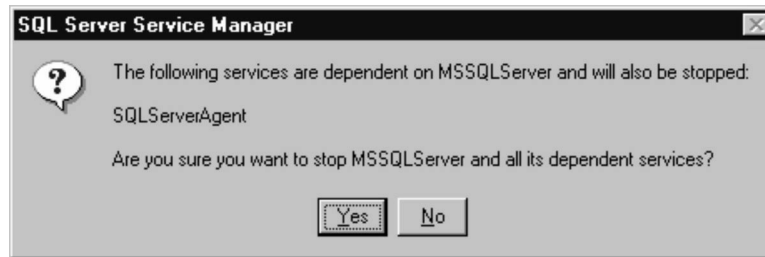 SQL Server Service Manager
The following services are dependent on MSSQLServer and will also be stopped:
SQLServerAgent
Are you sure you want to stop MSSQLServer and all its dependent services?
Yes No